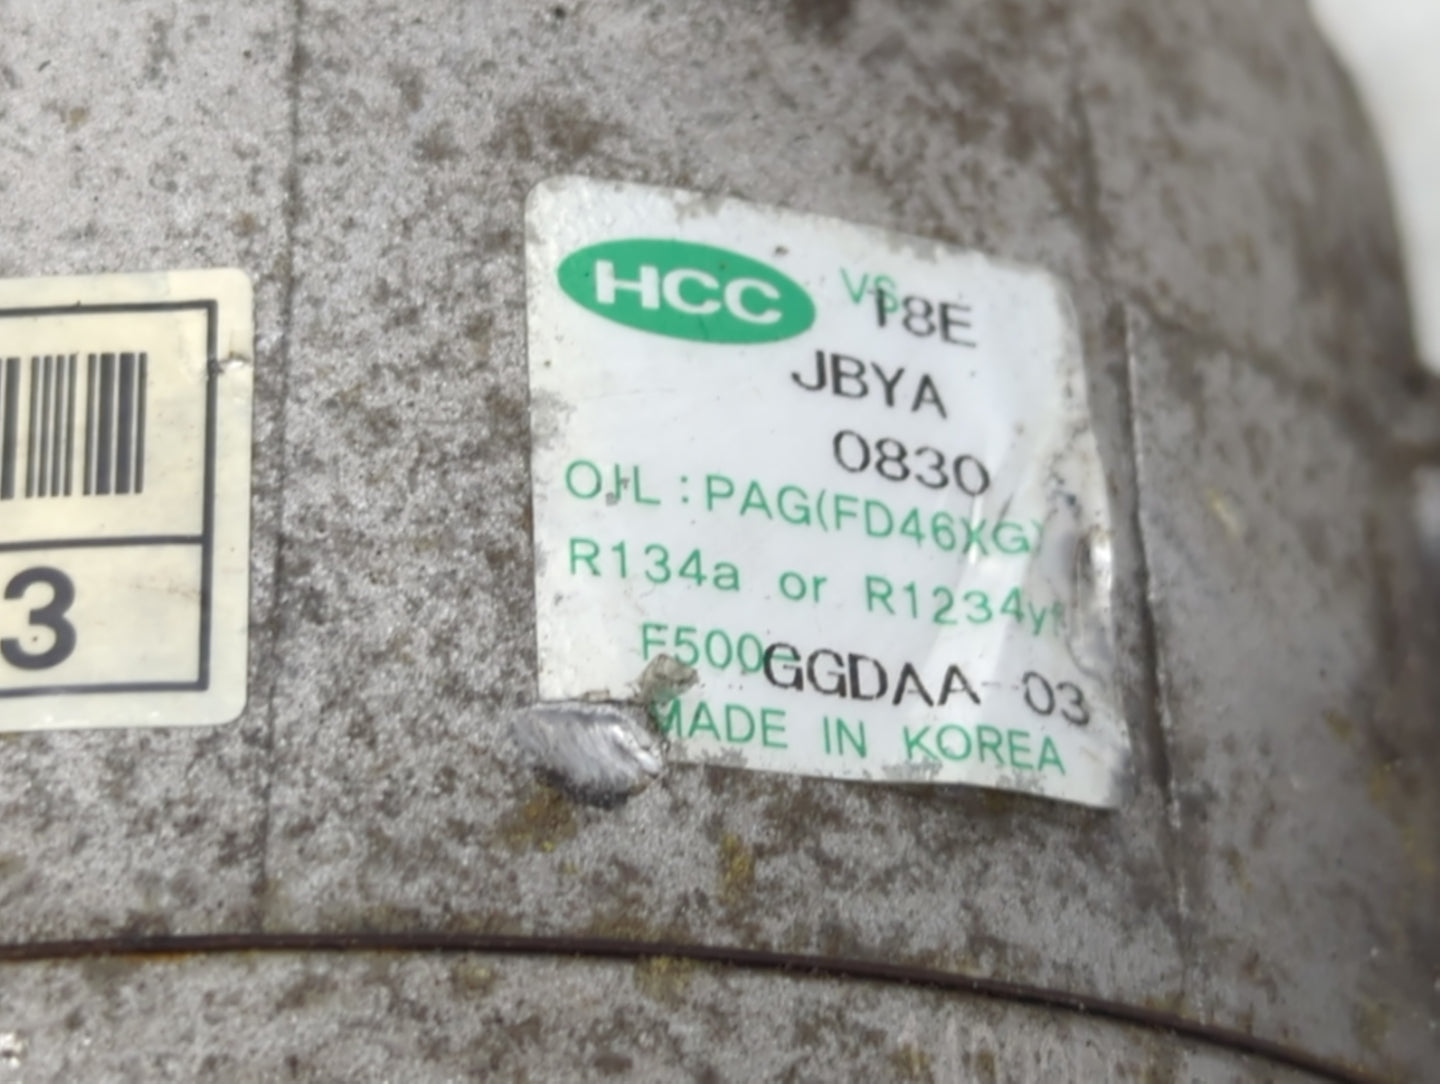 HCC VS18E
JBYA
0830
OIL : PAG(FD46XG)
R134a or R1234yf
F500-GGDAA-03
MADE IN KOREA
3